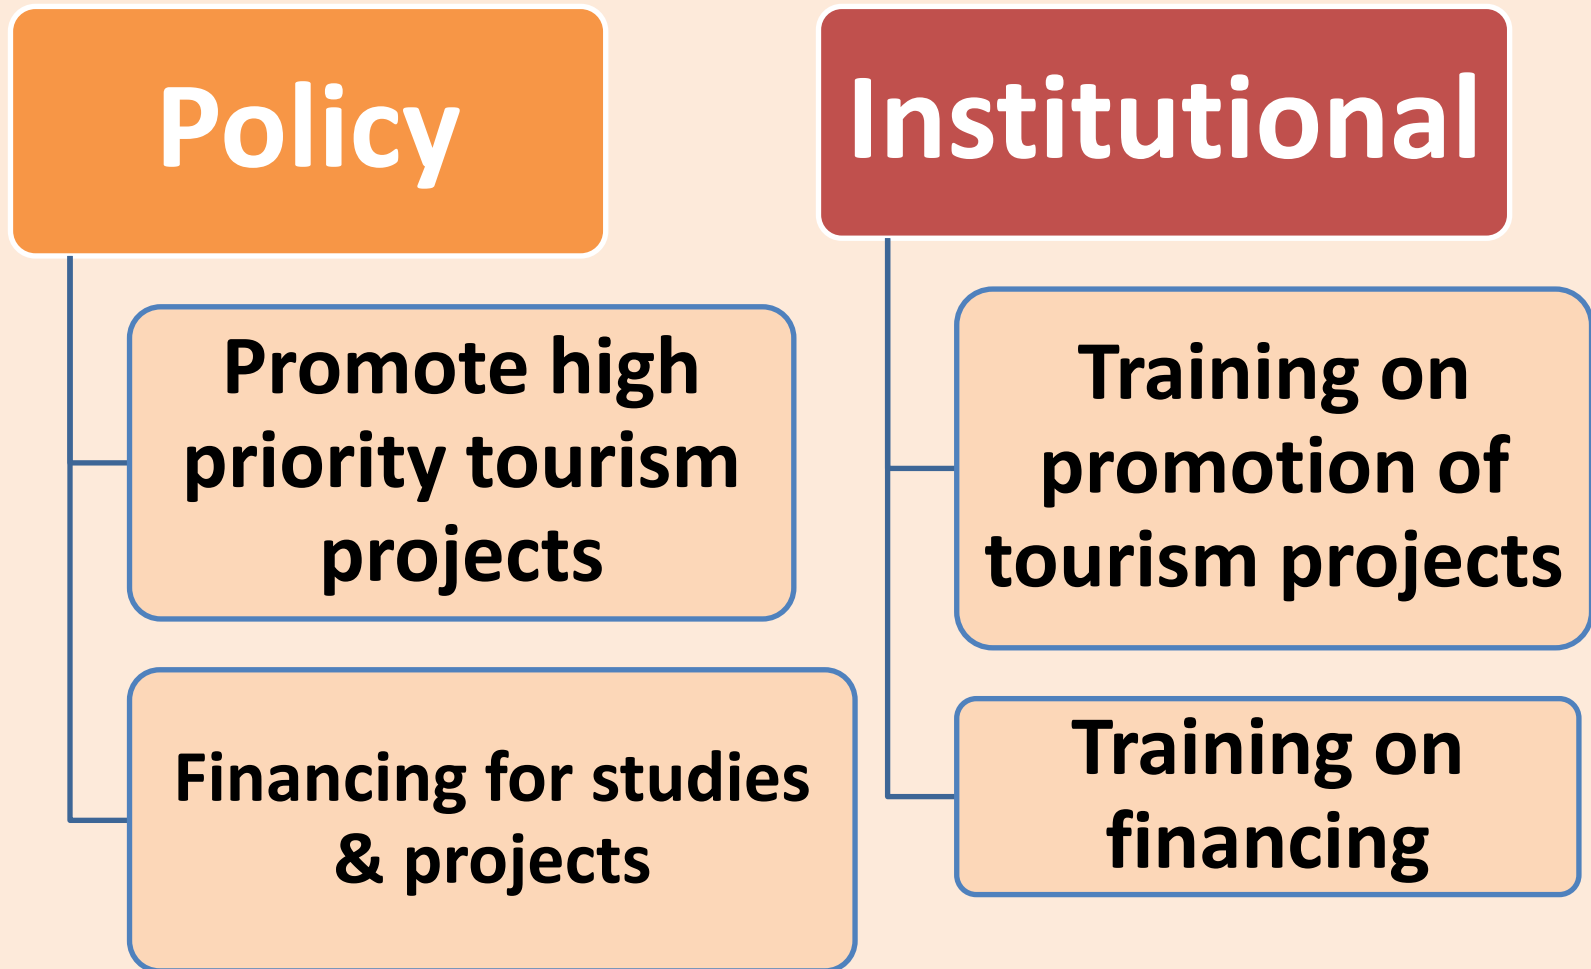 Policy
Promote high
priority tourism
projects
Financing for studies
& projects
Institutional
Training on
promotion of
tourism projects
Training on
financing